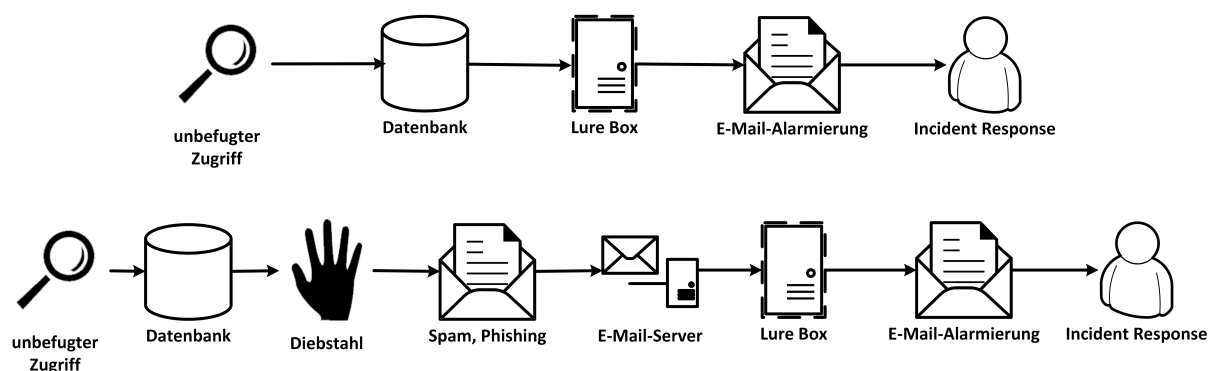 unbefugter
Zugriff
Datenbank
Lure Box
E-Mail-Alarmierung
Incident Response
unbefugter
Zugriff
Datenbank
Diebstahl
Spam, Phishing
E-Mail-Server
Lure Box
E-Mail-Alarmierung
Incident Response